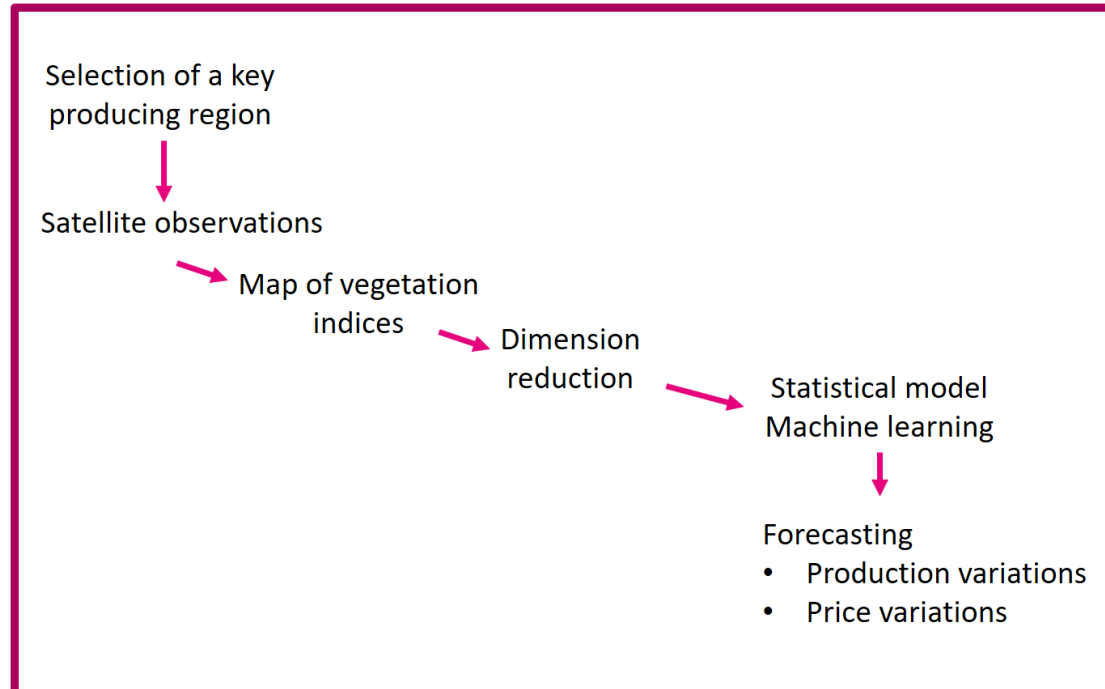 Selection of a key
producing region
Satellite observations
Map of vegetation
indices
Dimension
reduction
Statistical model
Machine learning
Forecasting
• Production variations
• Price variations